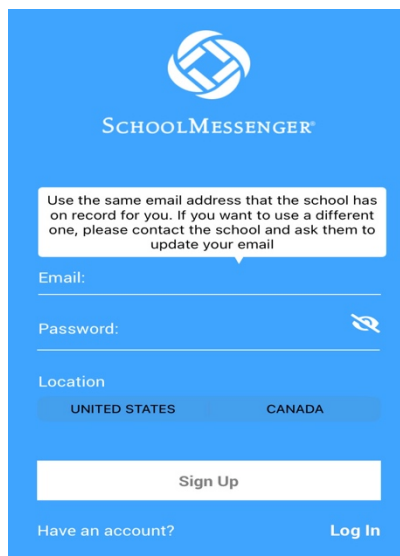 SCHOOLMESSENGER®
Use the same email address that the school has
on record for you. If you want to use a different
one, please contact the school and ask them to
update your email
Email:
Password:
Location
UNITED STATES CANADA
Sign Up
Have an account? Log In